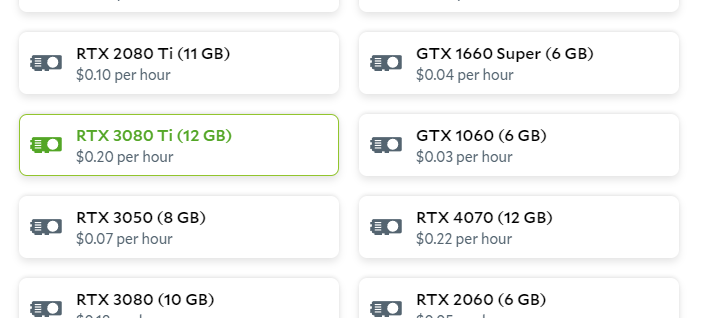 RTX 2080 Ti (11 GB)
$0.10 per hour
GTX 1660 Super (6 GB)
$0.04 per hour
RTX 3080 Ti (12 GB)
$0.20 per hour
GTX 1060 (6 GB)
$0.03 per hour
RTX 3050 (8 GB)
$0.07 per hour
RTX 4070 (12 GB)
$0.22 per hour
RTX 3080 (10 GB)
RTX 2060 (6 GB)